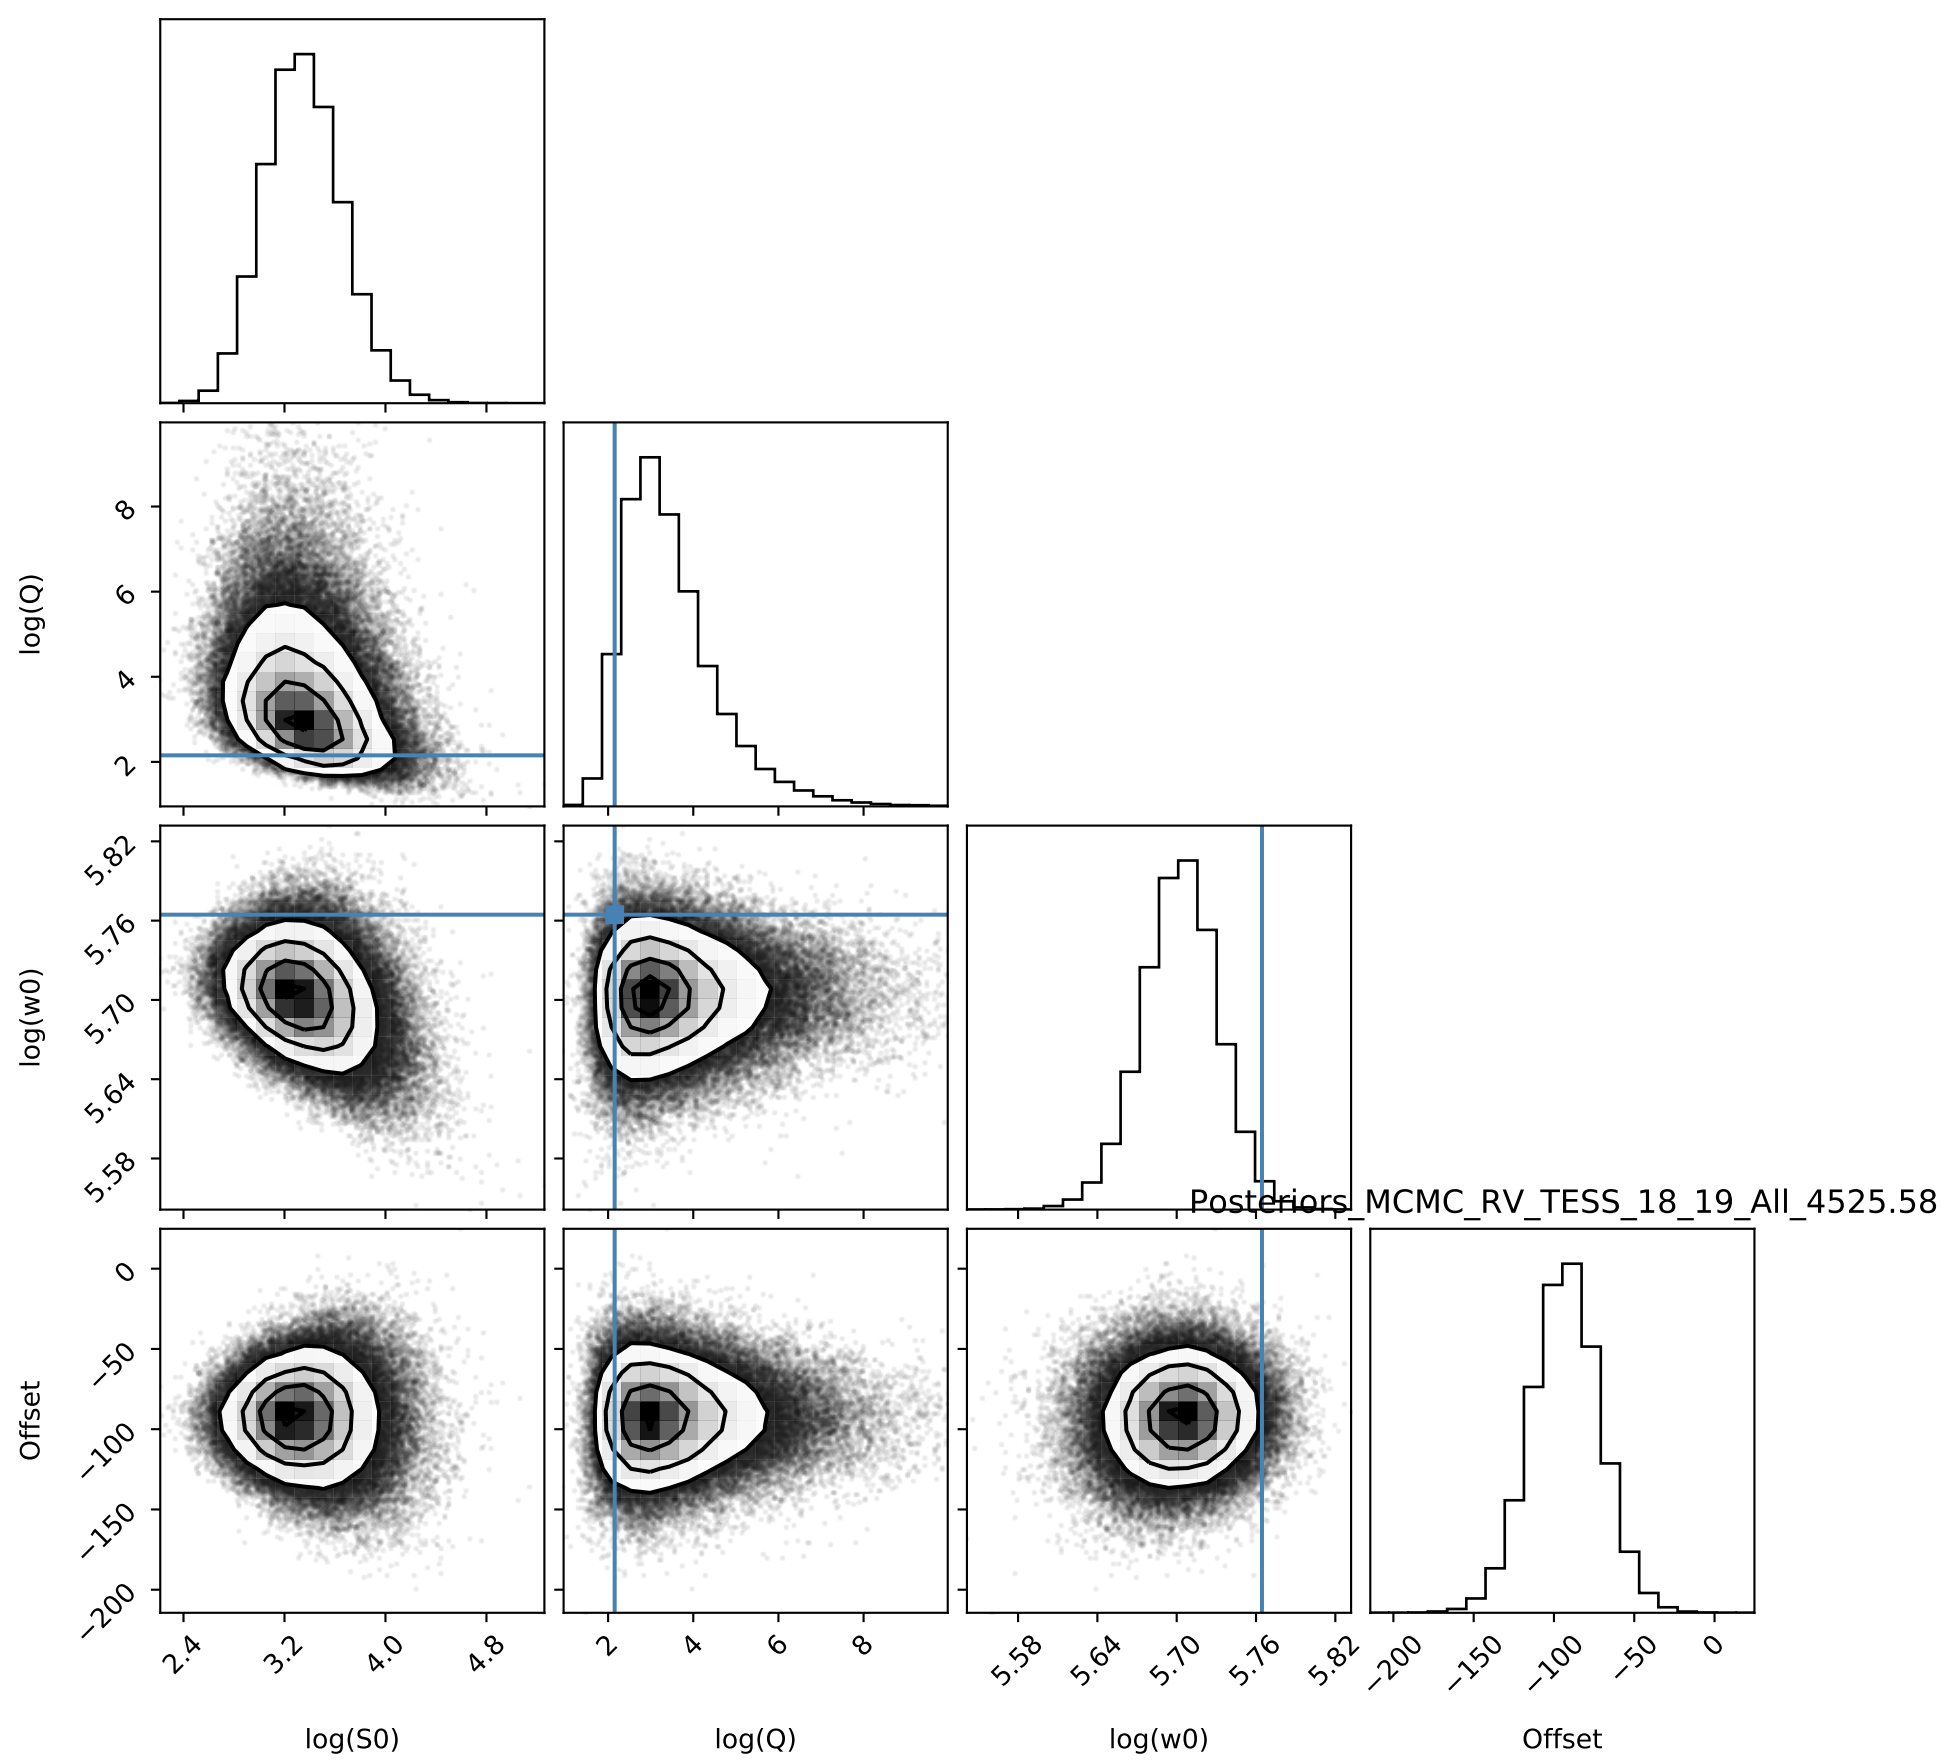 log(Q)
8
6
4
2
log(w0)
5.82
5.76
5.70
5.64
5.58
Posteriors_MCMC_RV_TESS_18_19_All_4525.58
Offset
0
−50
−100
−150
−200
2.4 3.2 4.0 4.8
2 4 6 8
5.58 5.64 5.70 5.76 5.82
−200 −150 −100 −50 0
log(S0)
log(Q)
log(w0)
Offset